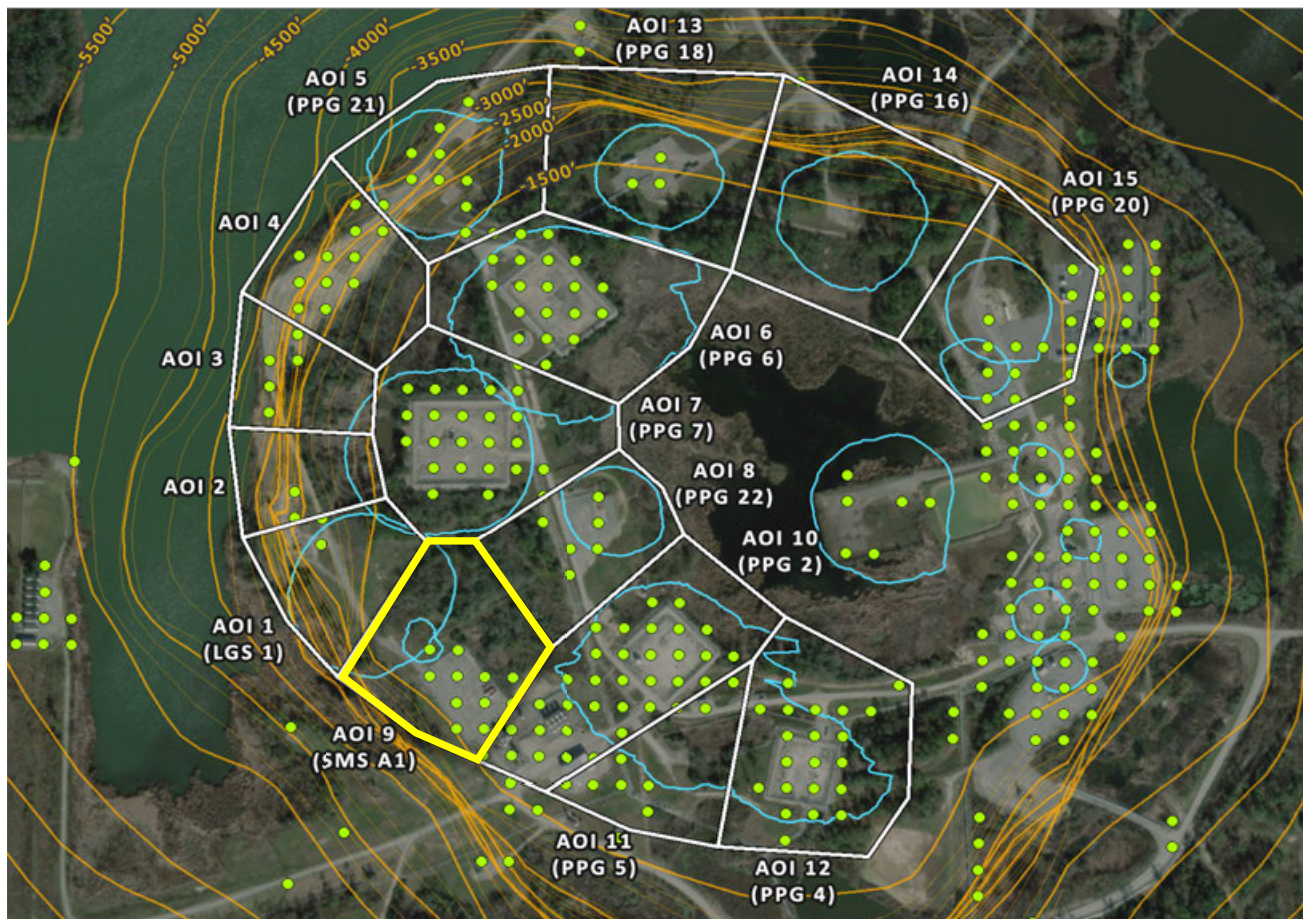 -5500'
-5000'
-4500'
-4000'
-3500'
-3000'
-2500'
-2000'
-1500'
AOI 13
(PPG 18)
AOI 14
(PPG 16)
AOI 5
(PPG 21)
AOI 15
(PPG 20)
AOI 4
AOI 3
AOI 6
(PPG 6)
AOI 7
(PPG 7)
AOI 2
AOI 8
(PPG 22)
AOI 10
(PPG 2)
AOI 1
(LGS 1)
AOI 9
(SMS A1)
AOI 11
(PPG 5)
AOI 12
(PPG 4)